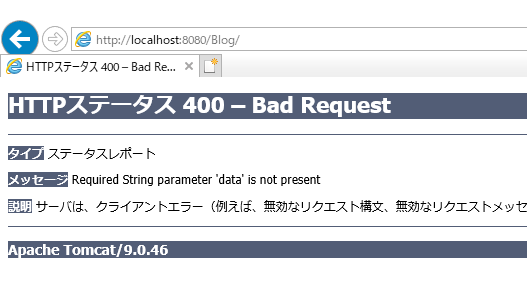 http://localhost:8080/Blog/
HTTPステータス 400 – Bad Re...
HTTPステータス 400 – Bad Request
タイプ ステータスレポート
メッセージ Required String parameter 'data' is not present
説明 サーバは、クライアントエラー（例えば、無効なリクエスト構文、無効なリクエストメッセ
Apache Tomcat/9.0.46